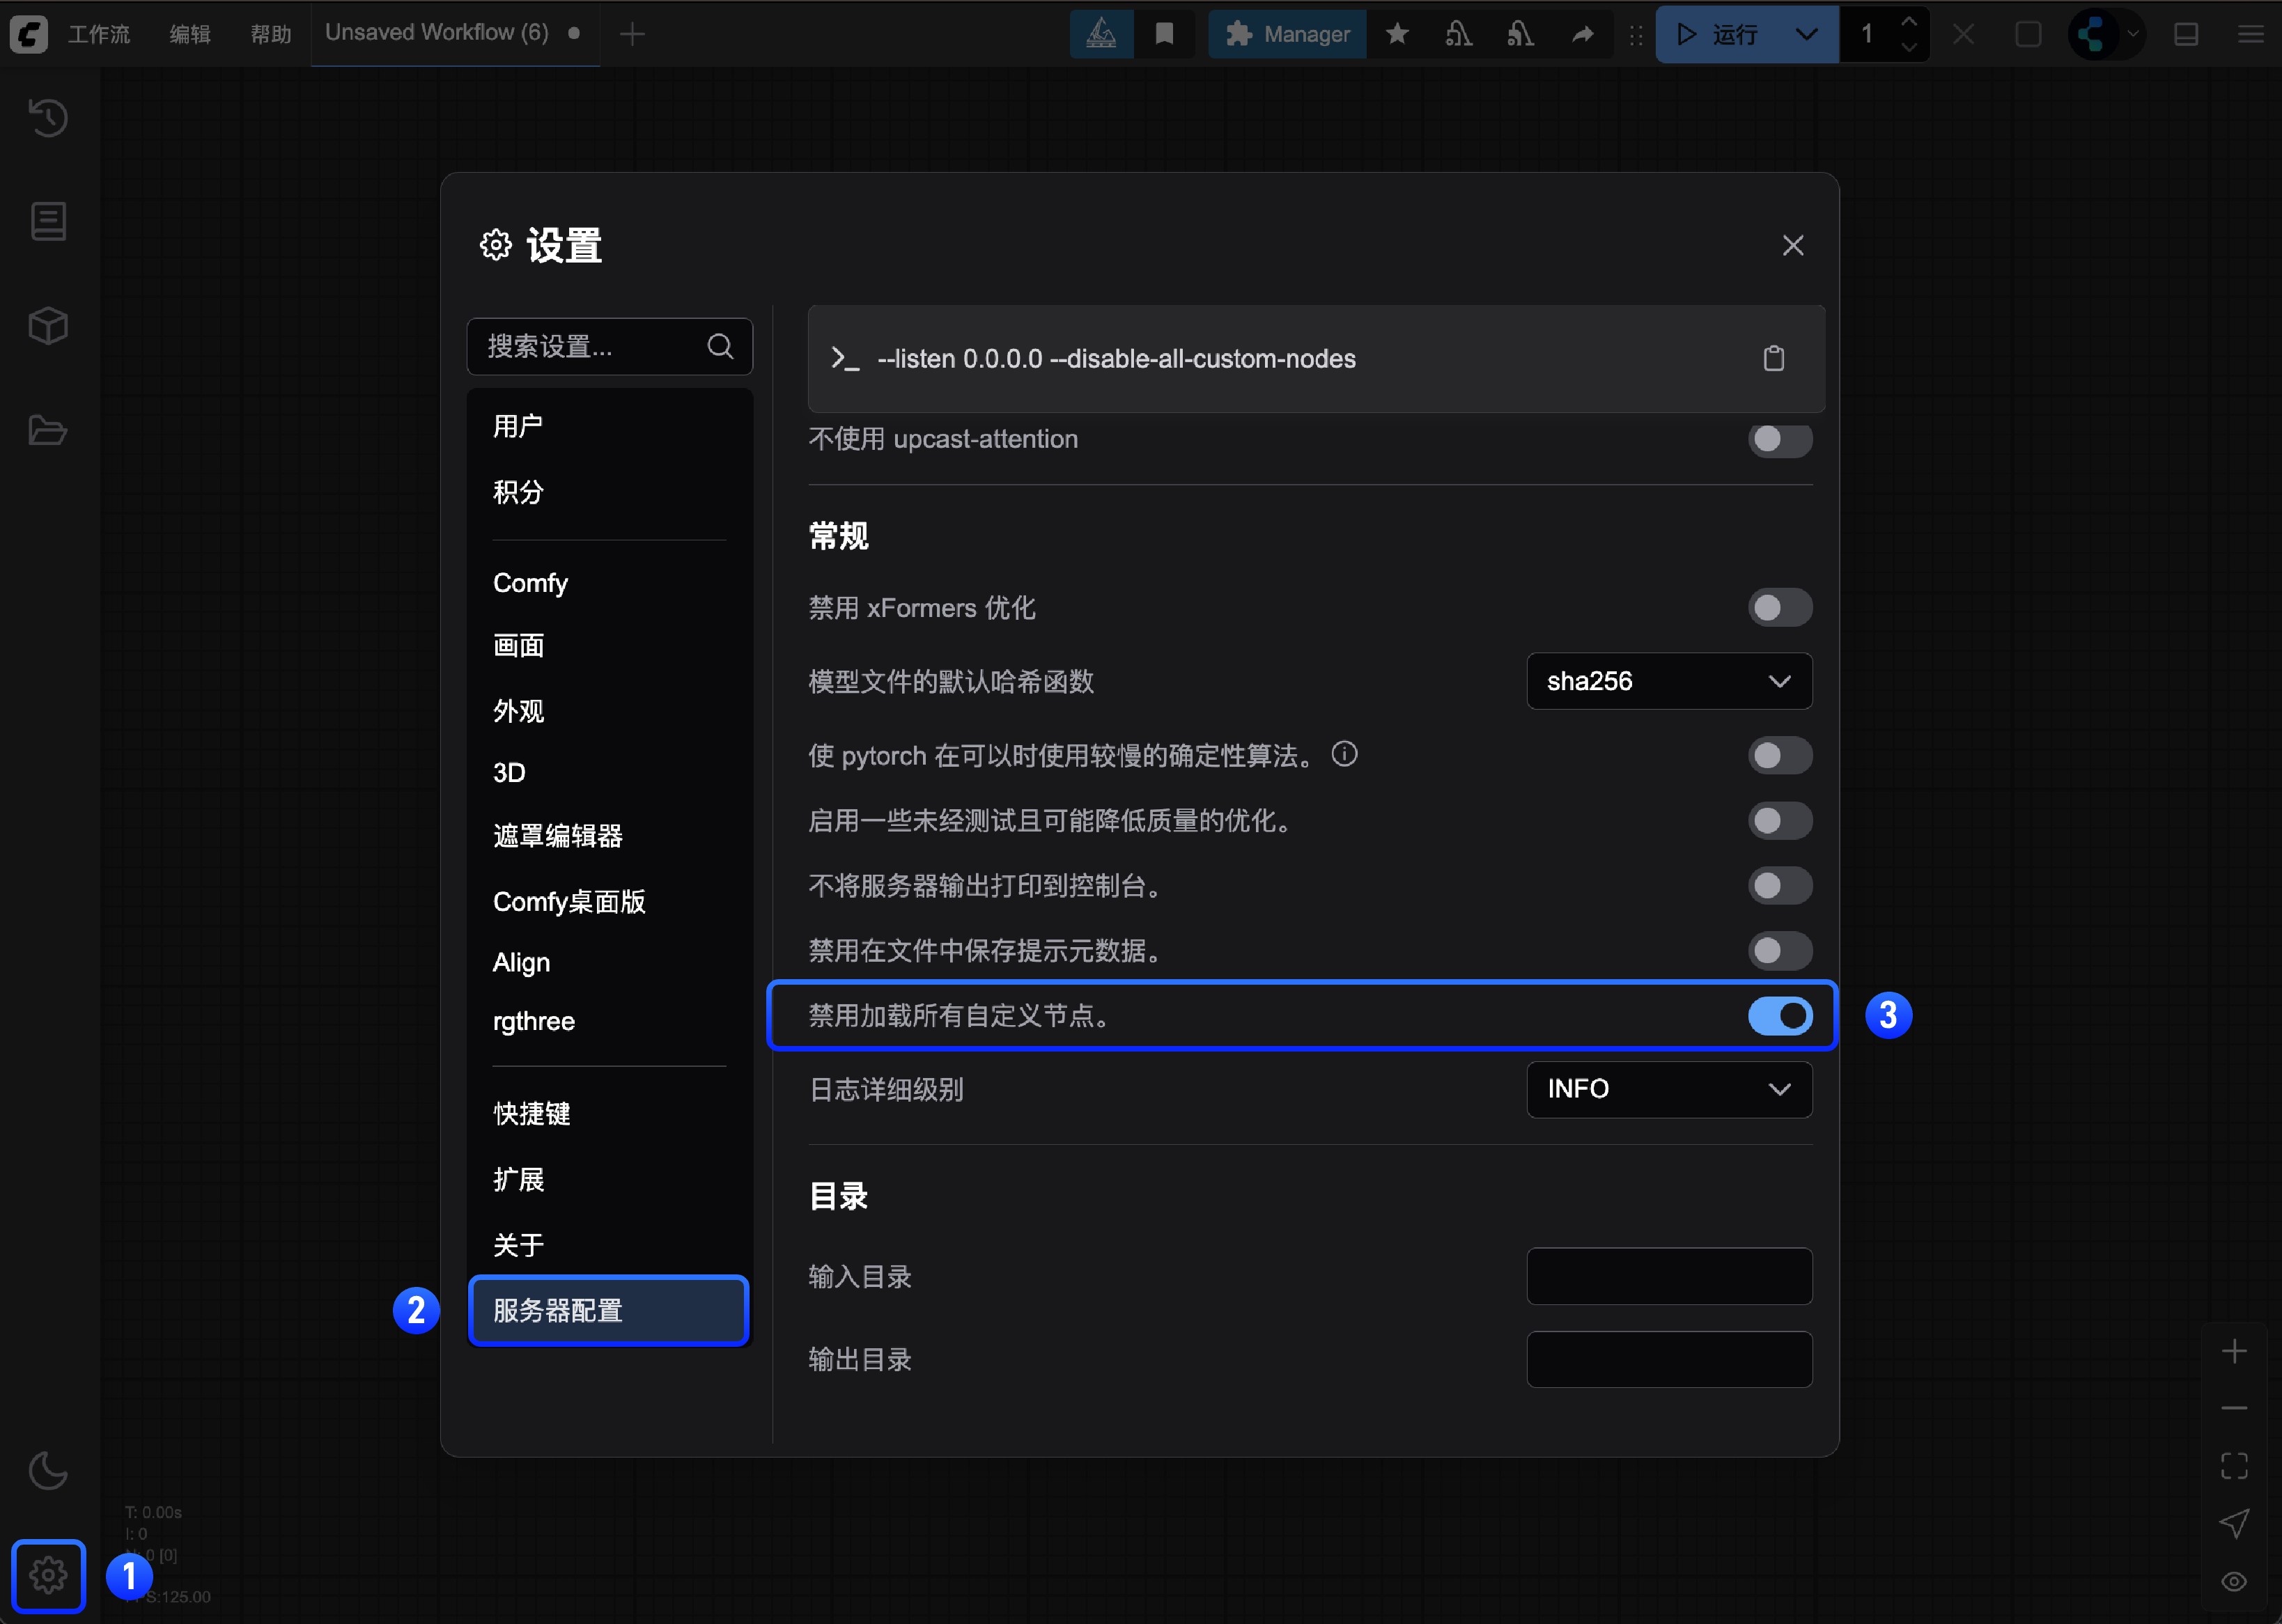 工作流 编辑 帮助 Unsaved Workflow (6) Manager 运行 1
设置
搜索设置...
用户
积分
Comfy
画面
外观
3D
遮罩编辑器
Comfy桌面版
Align
rgthree
快捷键
扩展
关于
服务器配置
2
--listen 0.0.0.0 --disable-all-custom-nodes
不使用 upcast-attention
常规
禁用 xFormers 优化
模型文件的默认哈希函数 sha256
使 pytorch 在可以时使用较慢的确定性算法。
启用一些未经测试且可能降低质量的优化。
不将服务器输出打印到控制台。
禁用在文件中保存提示元数据。
禁用加载所有自定义节点。
3
日志详细级别 INFO
目录
输入目录
输出目录
T: 0.00s
I: 0
0 [0]
S:125.00
1